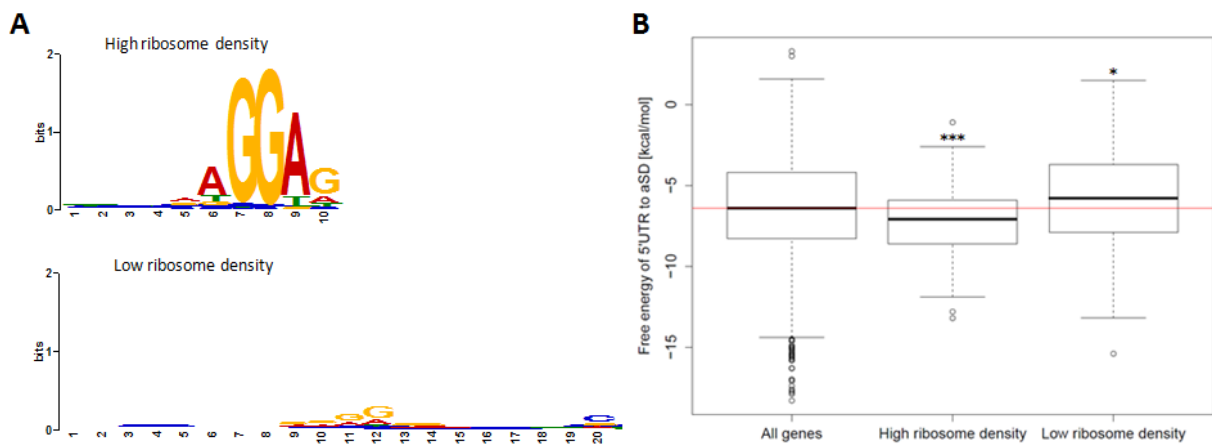 A
High ribosome density
2
bits
1
0
A G G A G
1 2 3 4 5 6 7 8 9 10
Low ribosome density
2
bits
1
0
G G C
1 2 3 4 5 6 7 8 9 10 11 12 13 14 15 16 17 18 19 20
B
Free energy of 5'UTR to aSD [kcal/mol]
0
-5
-10
-15
***
*
All genes High ribosome density Low ribosome density